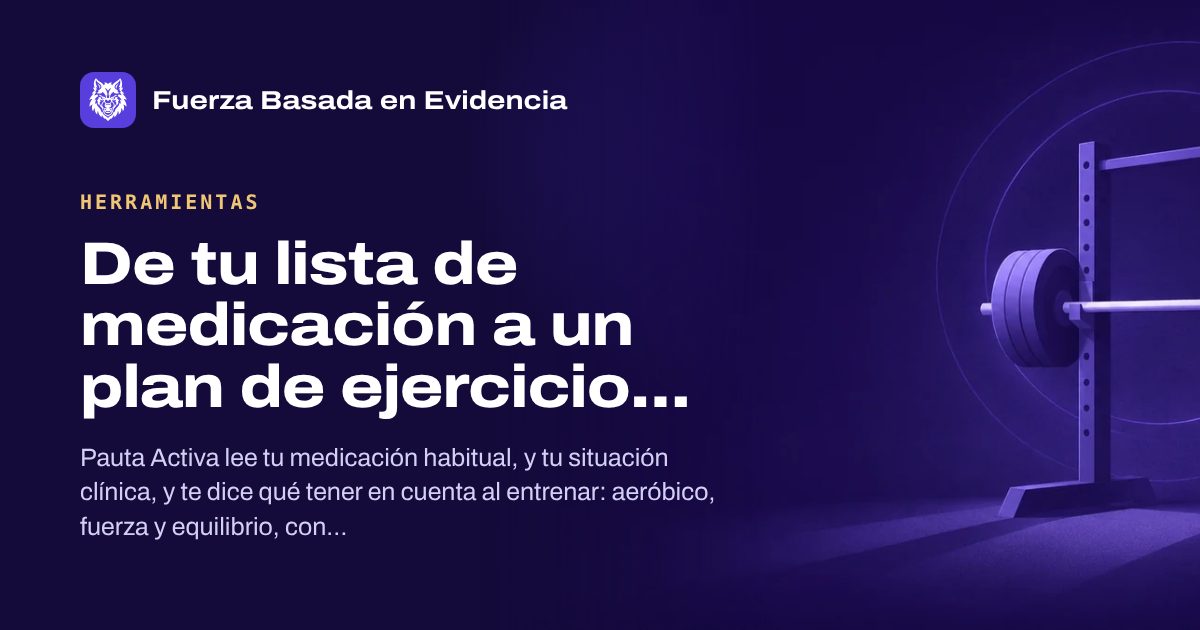 Fuerza Basada en Evidencia
HERRAMIENTAS
De tu lista de
medicación a un
plan de ejercicio...
Pauta Activa lee tu medicación habitual, y tu situación
clínica, y te dice qué tener en cuenta al entrenar: aeróbico,
fuerza y equilibrio, con...